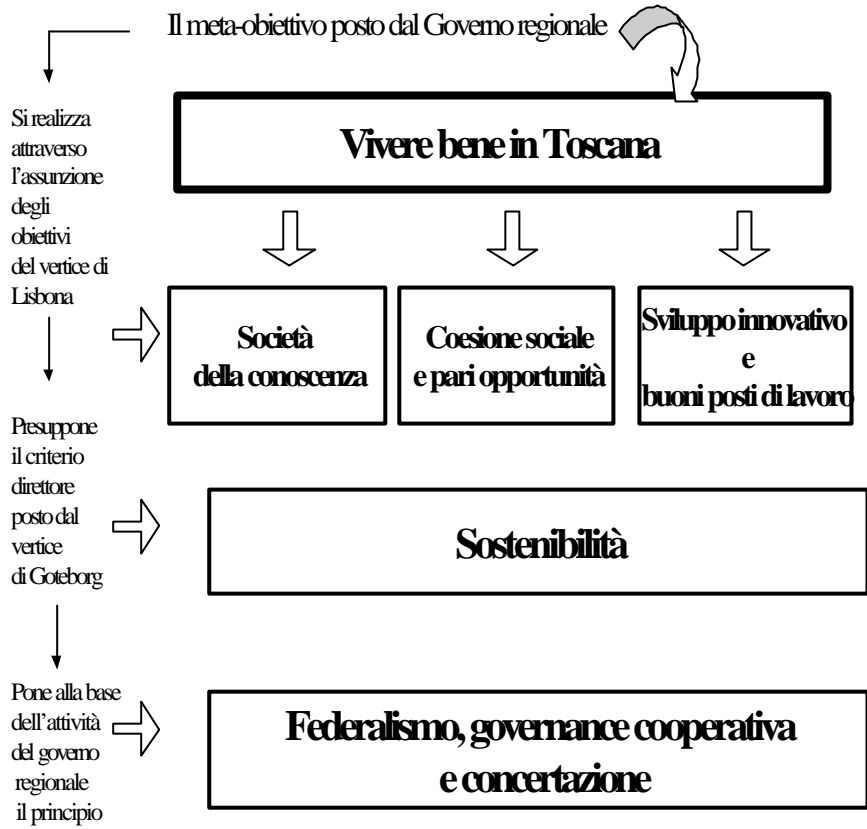 Il meta-obiettivo posto dal Governo regionale
Vivere bene in Toscana
Si realizza
attraverso
l'assunzione
degli
obiettivi
del vertice di
Lisbona
Società
della conoscenza
Coesione sociale
e pari opportunità
Sviluppo innovativo
e
buoni posti di lavoro
Presuppone
il criterio
direttore
posto dal
vertice
di Goteborg
Sostenibilità
Pone alla base
dell'attività
del governo
regionale
il principio
Federalismo, governance cooperativa
e concertazione